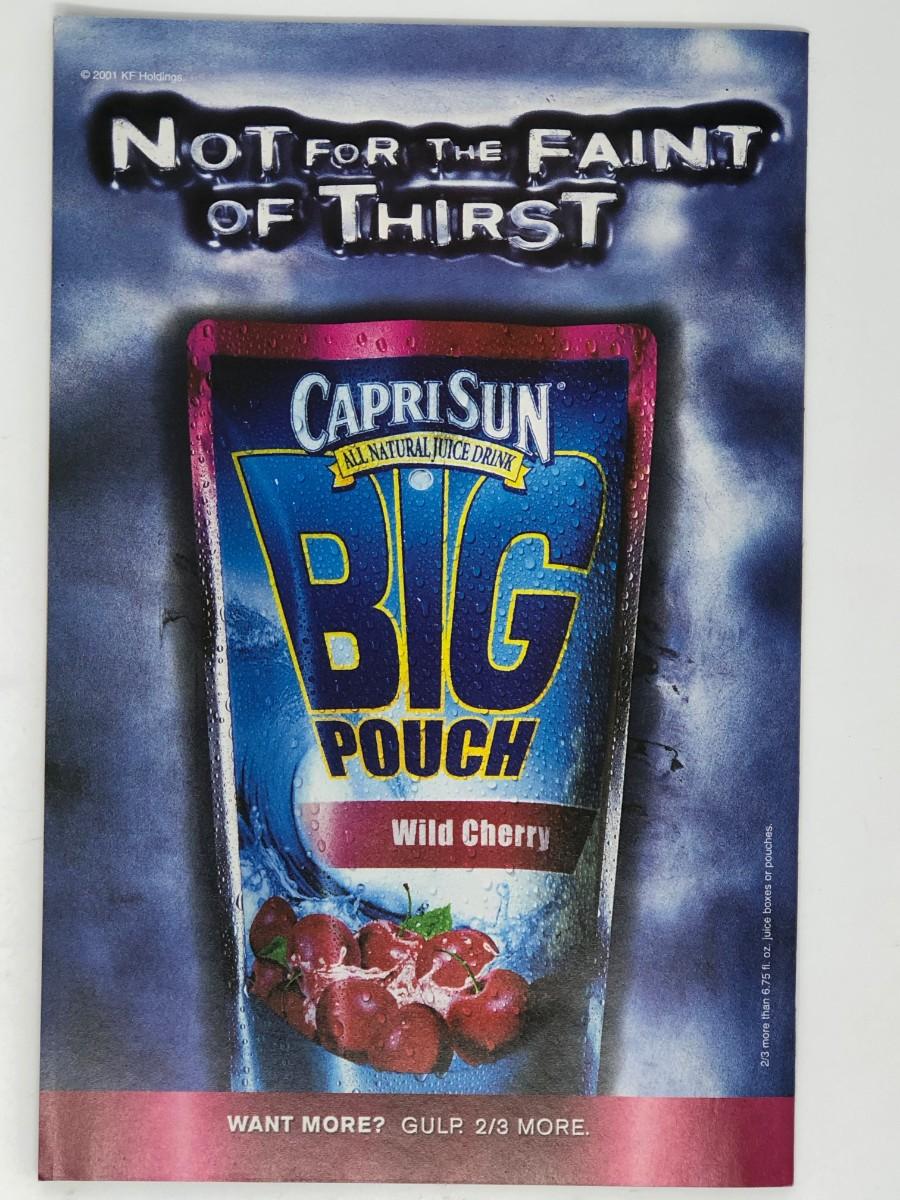 © 2001 KF Holdings.
NOT FOR THE FAINT
OF THIRST
CAPRI SUN®
ALL NATURAL JUICE DRINK
BIG
POUCH
Wild Cherry
2/3 more than 6.75 fl. oz. juice boxes or pouches.
WANT MORE? GULP. 2/3 MORE.